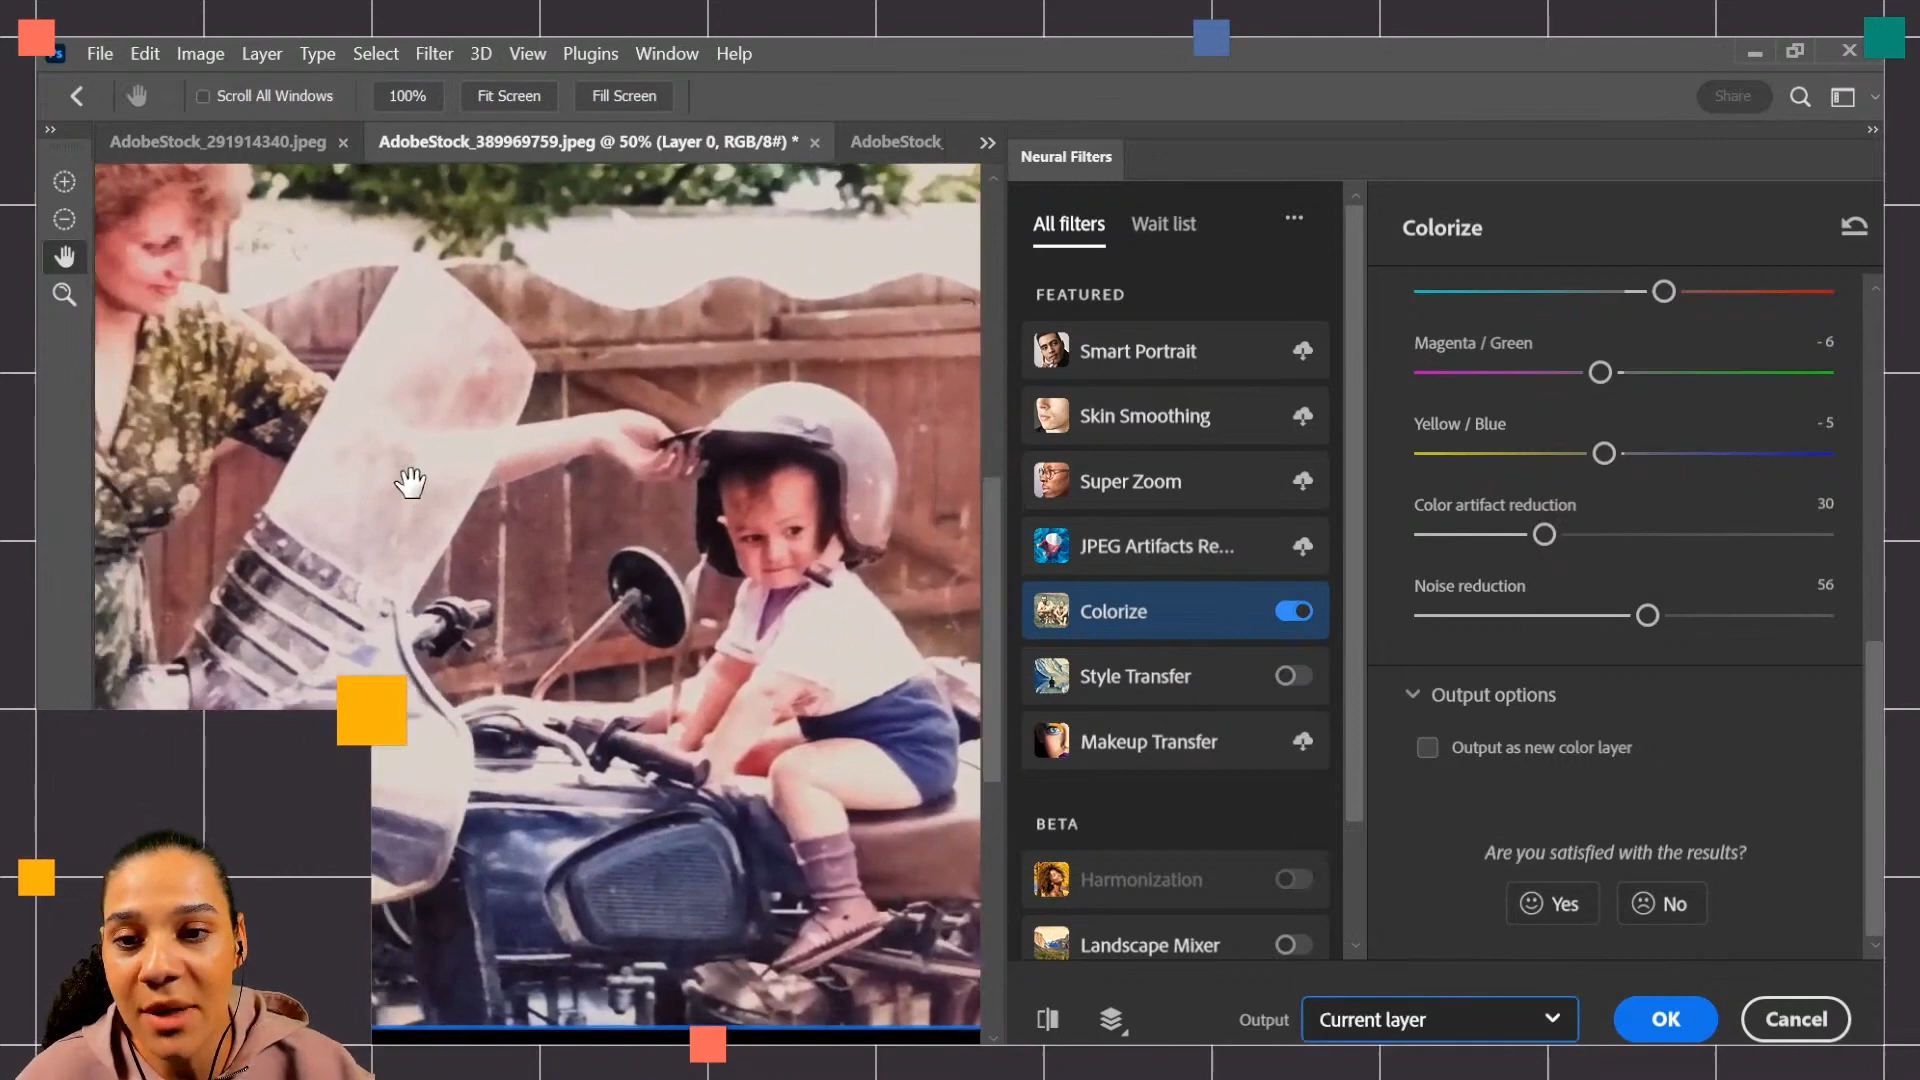 File Edit Image Layer Type Select Filter 3D View Plugins Window Help
Scroll All Windows 100% Fit Screen Fill Screen Share
AdobeStock_291914340.jpeg AdobeStock_389969759.jpeg @ 50% (Layer 0, RGB/8#) * AdobeStock_
Neural Filters
All filters Wait list
Colorize
FEATURED
Smart Portrait
Skin Smoothing
Super Zoom
JPEG Artifacts Re...
Colorize
Style Transfer
Makeup Transfer
BETA
Harmonization
Landscape Mixer
Magenta / Green -6
Yellow / Blue -5
Color artifact reduction 30
Noise reduction 56
Output options
Output as new color layer
Are you satisfied with the results?
Yes No
Output Current layer OK Cancel